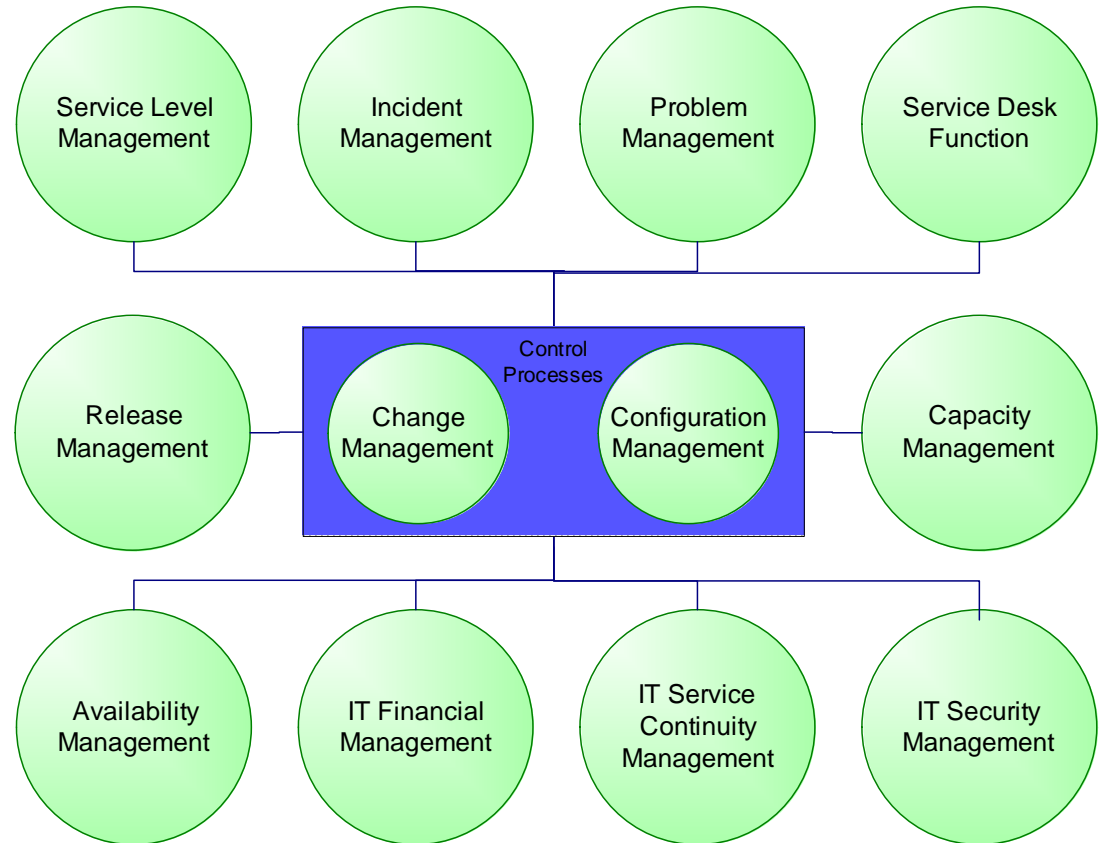 Service Level
Management
Incident
Management
Problem
Management
Service Desk
Function
Release
Management
Control
Processes
Change
Management
Configuration
Management
Capacity
Management
Availability
Management
IT Financial
Management
IT Service
Continuity
Management
IT Security
Management